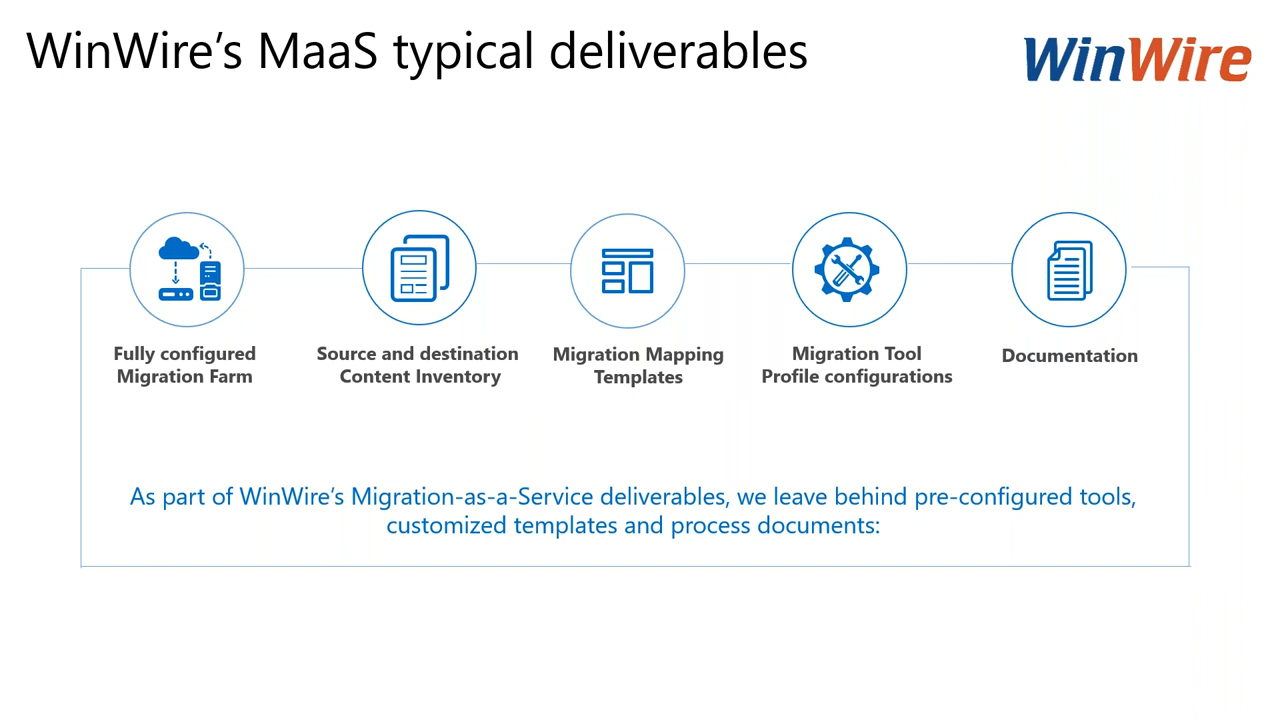 WinWire’s MaaS typical deliverables
WinWire
Fully configured
Migration Farm
Source and destination
Content Inventory
Migration Mapping
Templates
Migration Tool
Profile configurations
Documentation
As part of WinWire’s Migration-as-a-Service deliverables, we leave behind pre-configured tools,
customized templates and process documents: